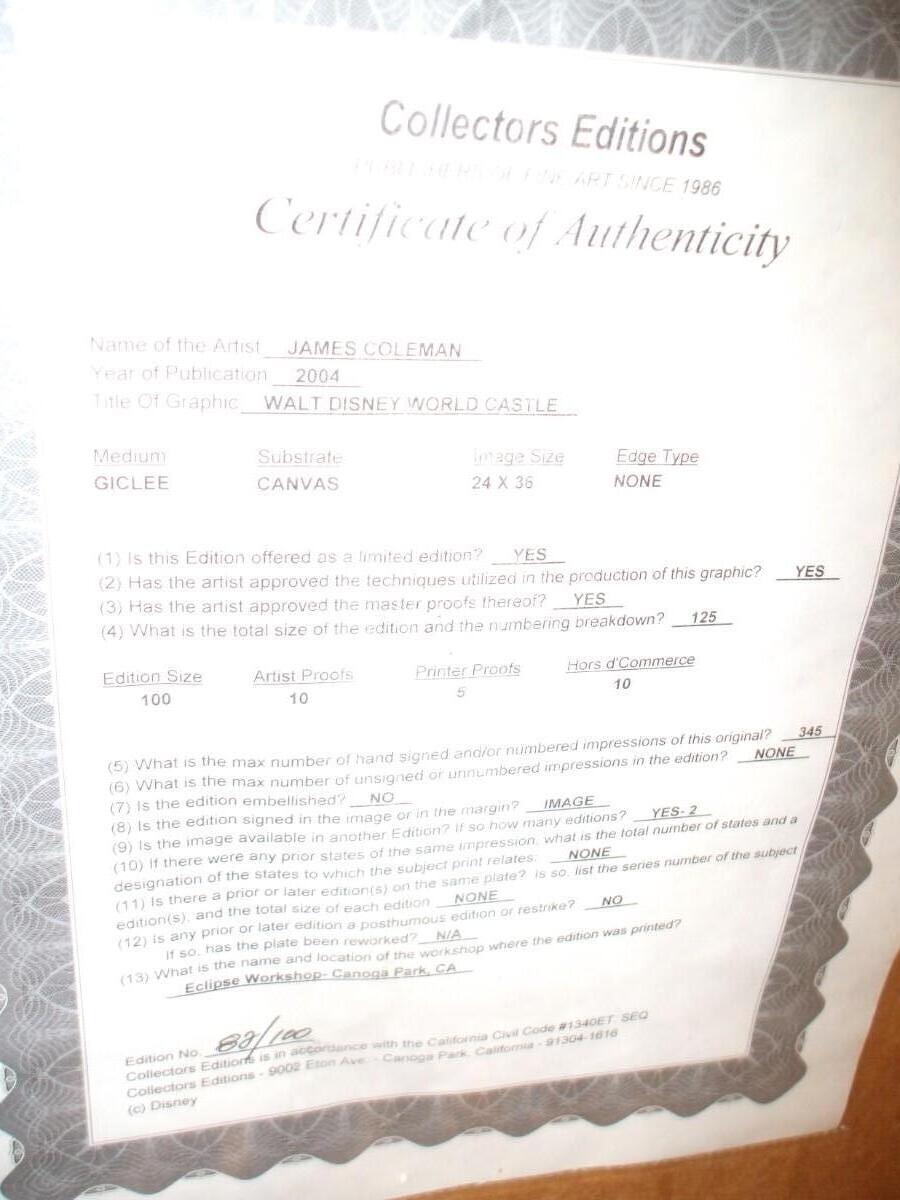 Collectors Editions
PUBLISHERS OF FINE ART SINCE 1986
Certificate of Authenticity
Name of the Artist JAMES COLEMAN
Year of Publication 2004
Title Of Graphic WALT DISNEY WORLD CASTLE
Medium Substrate Image Size Edge Type
GICLEE CANVAS 24 X 36 NONE
(1) Is this Edition offered as a limited edition? YES
(2) Has the artist approved the techniques utilized in the production of this graphic? YES
(3) Has the artist approved the master proofs thereof? YES
(4) What is the total size of the edition and the numbering breakdown? 125
Edition Size Artist Proofs Printer Proofs Hors d'Commerce
100 10 5 10
(5) What is the max number of hand signed and/or numbered impressions of this original? 345
(6) What is the max number of unsigned or unnumbered impressions in the edition? NONE
(7) Is the edition embellished? NO
(8) Is the edition signed in the image or in the margin? IMAGE
(9) Is the image available in another Edition? If so how many editions? YES- 2
(10) If there were any prior states of the same impression, what is the total number of states and a
designation of the states to which the subject print relates. NONE
(11) Is there a prior or later edition(s) on the same plate? Is so, list the series number of the subject
edition(s), and the total size of each edition NONE
(12) Is any prior or later edition a posthumous edition or restrike? NO
If so, has the plate been reworked? N/A
(13) What is the name and location of the workshop where the edition was printed?
Eclipse Workshop- Canoga Park, CA
Edition No. /100
Collectors Editions is in accordance with the California Civil Code #1340ET. SEQ
Collectors Editions - 9002 Eton Ave. - Canoga Park, California - 91304-1616
(c) Disney